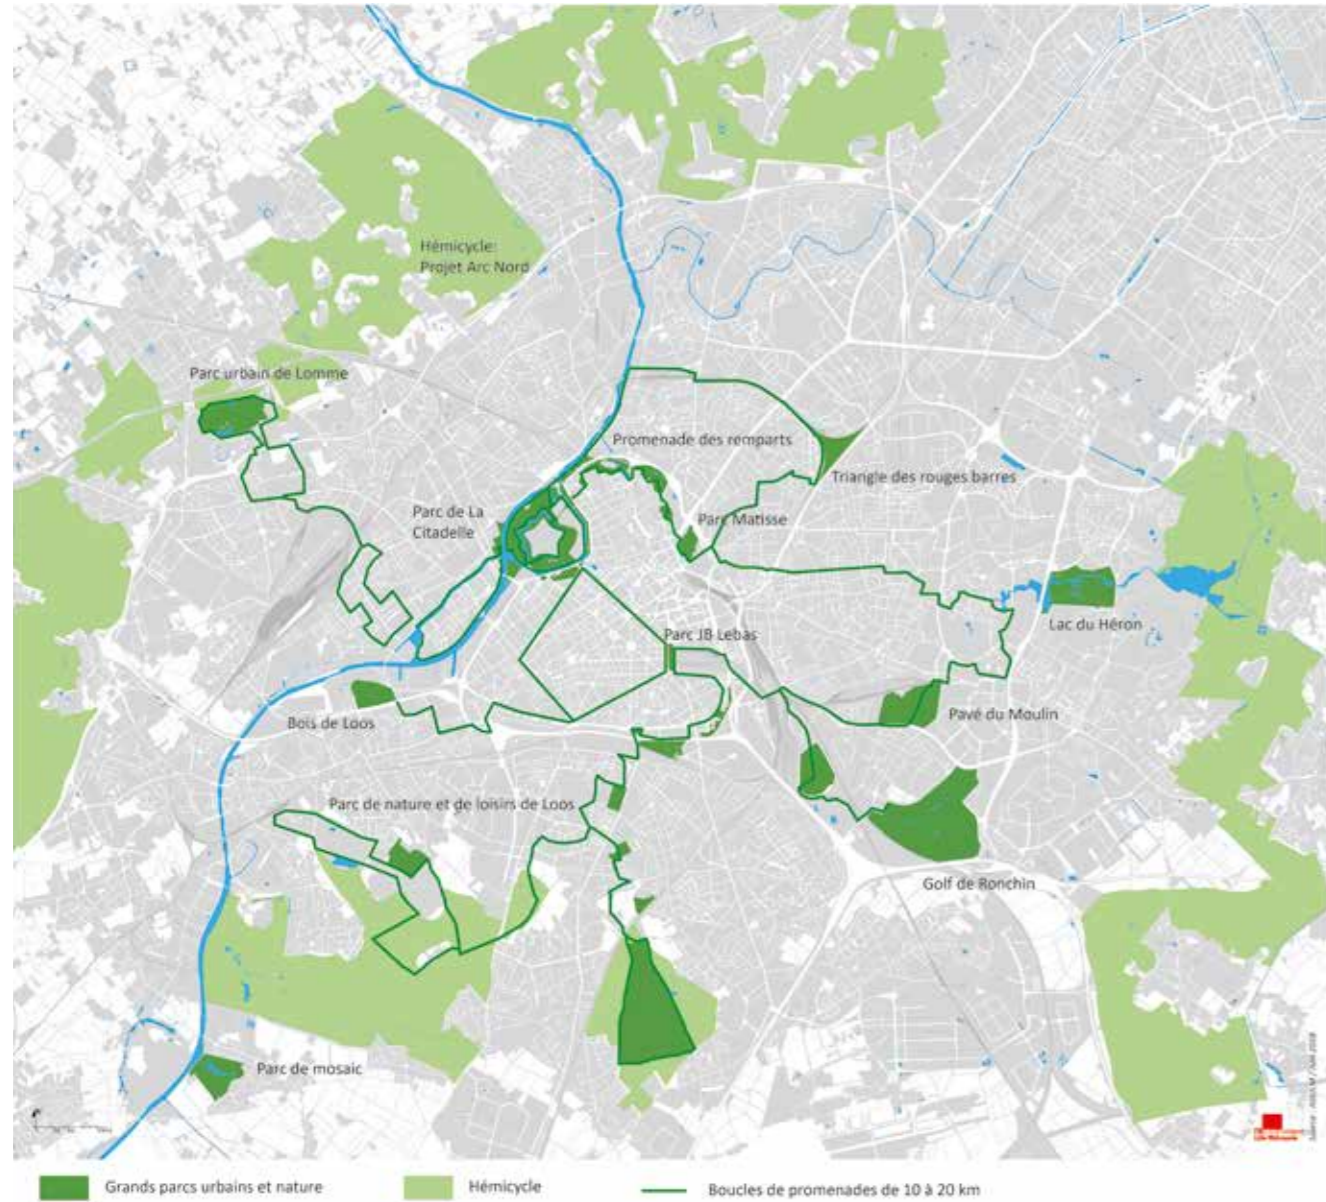 Hémicycle:
Projet Arc Nord
Parc urbain de Lomme
Promenade des remparts
Triangle des rouges barres
Parc de La
Citadelle
Parc Matisse
Lac du Héron
Parc JB Lebas
Bois de Loos
Pavé du Moulin
Parc de nature et de loisirs de Loos
Golf de Ronchin
Parc de mosaic
Grands parcs urbains et nature
Hémicycle
Boucles de promenades de 10 à 20 km